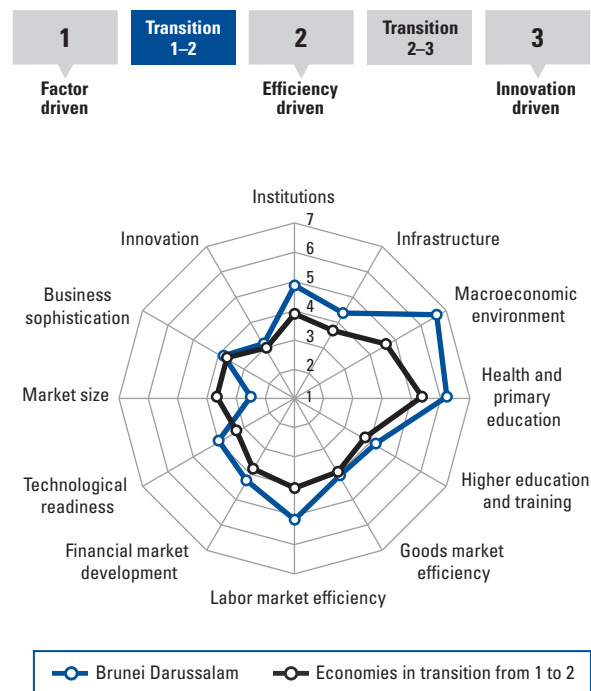 1
Transition
1–2
2
Transition
2–3
3
Factor
driven
Efficiency
driven
Innovation
driven
Institutions
7
Innovation
Infrastructure
6
5
Business
sophistication
Macroeconomic
environment
4
3
2
Market size
1
Health and
primary
education
Technological
readiness
Higher education
and training
Financial market
development
Goods market
efficiency
Labor market efficiency
Brunei Darussalam
Economies in transition from 1 to 2